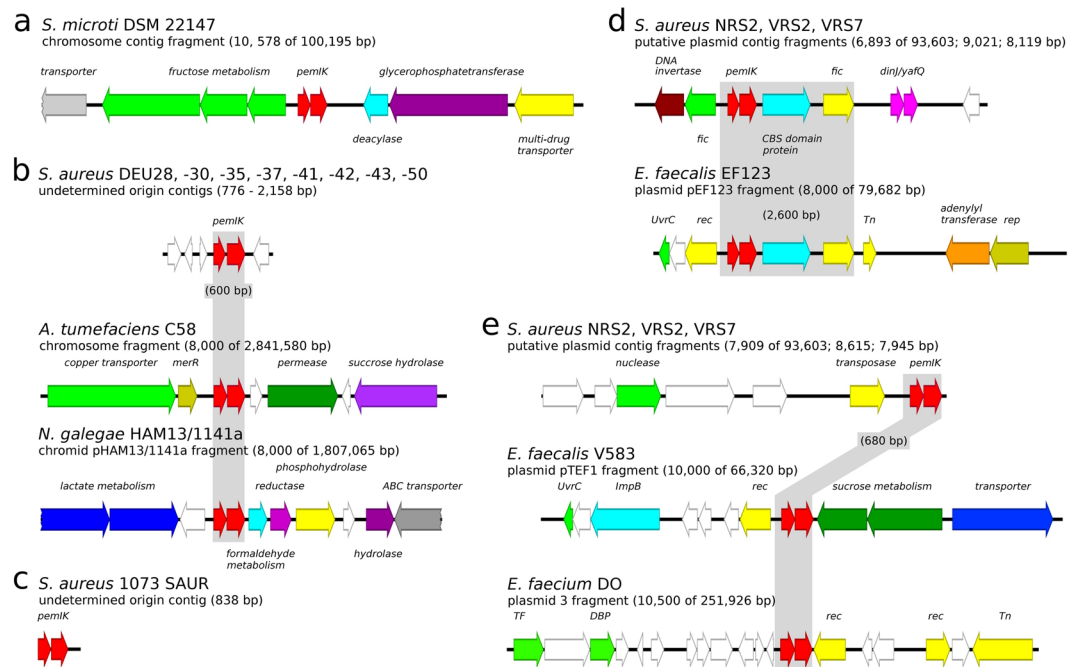 a
S. microti DSM 22147
chromosome contig fragment (10, 578 of 100,195 bp)
transporter
fructose metabolism
pemIK
glycerophosphatetransferase
deacylase
multi-drug
transporter
b
S. aureus DEU28, -30, -35, -37, -41, -42, -43, -50
undetermined origin contigs (776 - 2,158 bp)
pemIK
(600 bp)
A. tumefaciens C58
chromosome fragment (8,000 of 2,841,580 bp)
copper transporter
merR
permease
succrose hydrolase
N. galegae HAM13/1141a
chromid pHAM13/1141a fragment (8,000 of 1,807,065 bp)
phosphohydrolase
lactate metabolism
reductase
ABC transporter
formaldehyde
metabolism
hydrolase
c
S. aureus 1073 SAUR
undetermined origin contig (838 bp)
pemIK
d
S. aureus NRS2, VRS2, VRS7
putative plasmid contig fragments (6,893 of 93,603; 9,021; 8,119 bp)
DNA
invertase
pemIK
fic
dinJ/yafQ
fic
CBS domain
protein
E. faecalis EF123
plasmid pEF123 fragment (8,000 of 79,682 bp)
(2,600 bp)
UvrC
rec
Tn
adenylyl
transferase
rep
e
S. aureus NRS2, VRS2, VRS7
putative plasmid contig fragments (7,909 of 93,603; 8,615; 7,945 bp)
nuclease
transposase
pemIK
(680 bp)
E. faecalis V583
plasmid pTEF1 fragment (10,000 of 66,320 bp)
UvrC
ImpB
rec
sucrose metabolism
transporter
E. faecium DO
plasmid 3 fragment (10,500 of 251,926 bp)
TF
DBP
rec
rec
Tn